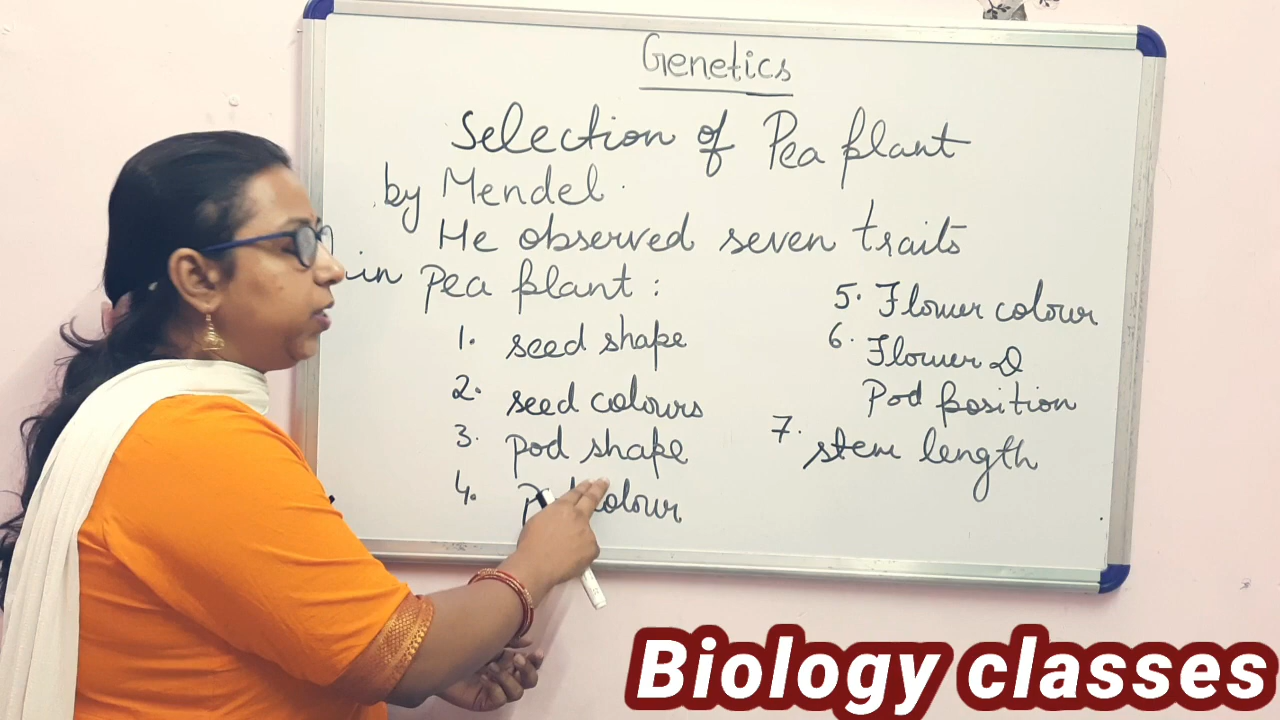 Genetics
Selection of Pea plant
by Mendel.
He observed seven traits
in Pea plant :
1. seed shape
2. seed colours
3. pod shape
4. pod colour
5. Flower colour
6. Flower &
Pod position
7. stem length
Biology classes